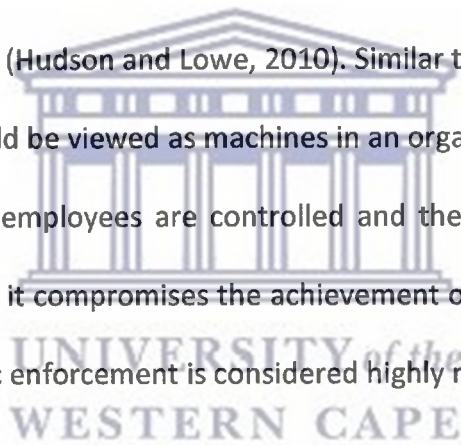 (Hudson and Lowe, 2010). Similar t
ld be viewed as machines in an orga
employees are controlled and the
it compromises the achievement o
UNIVERSITY of the
c enforcement is considered highly r
WESTERN CAPE